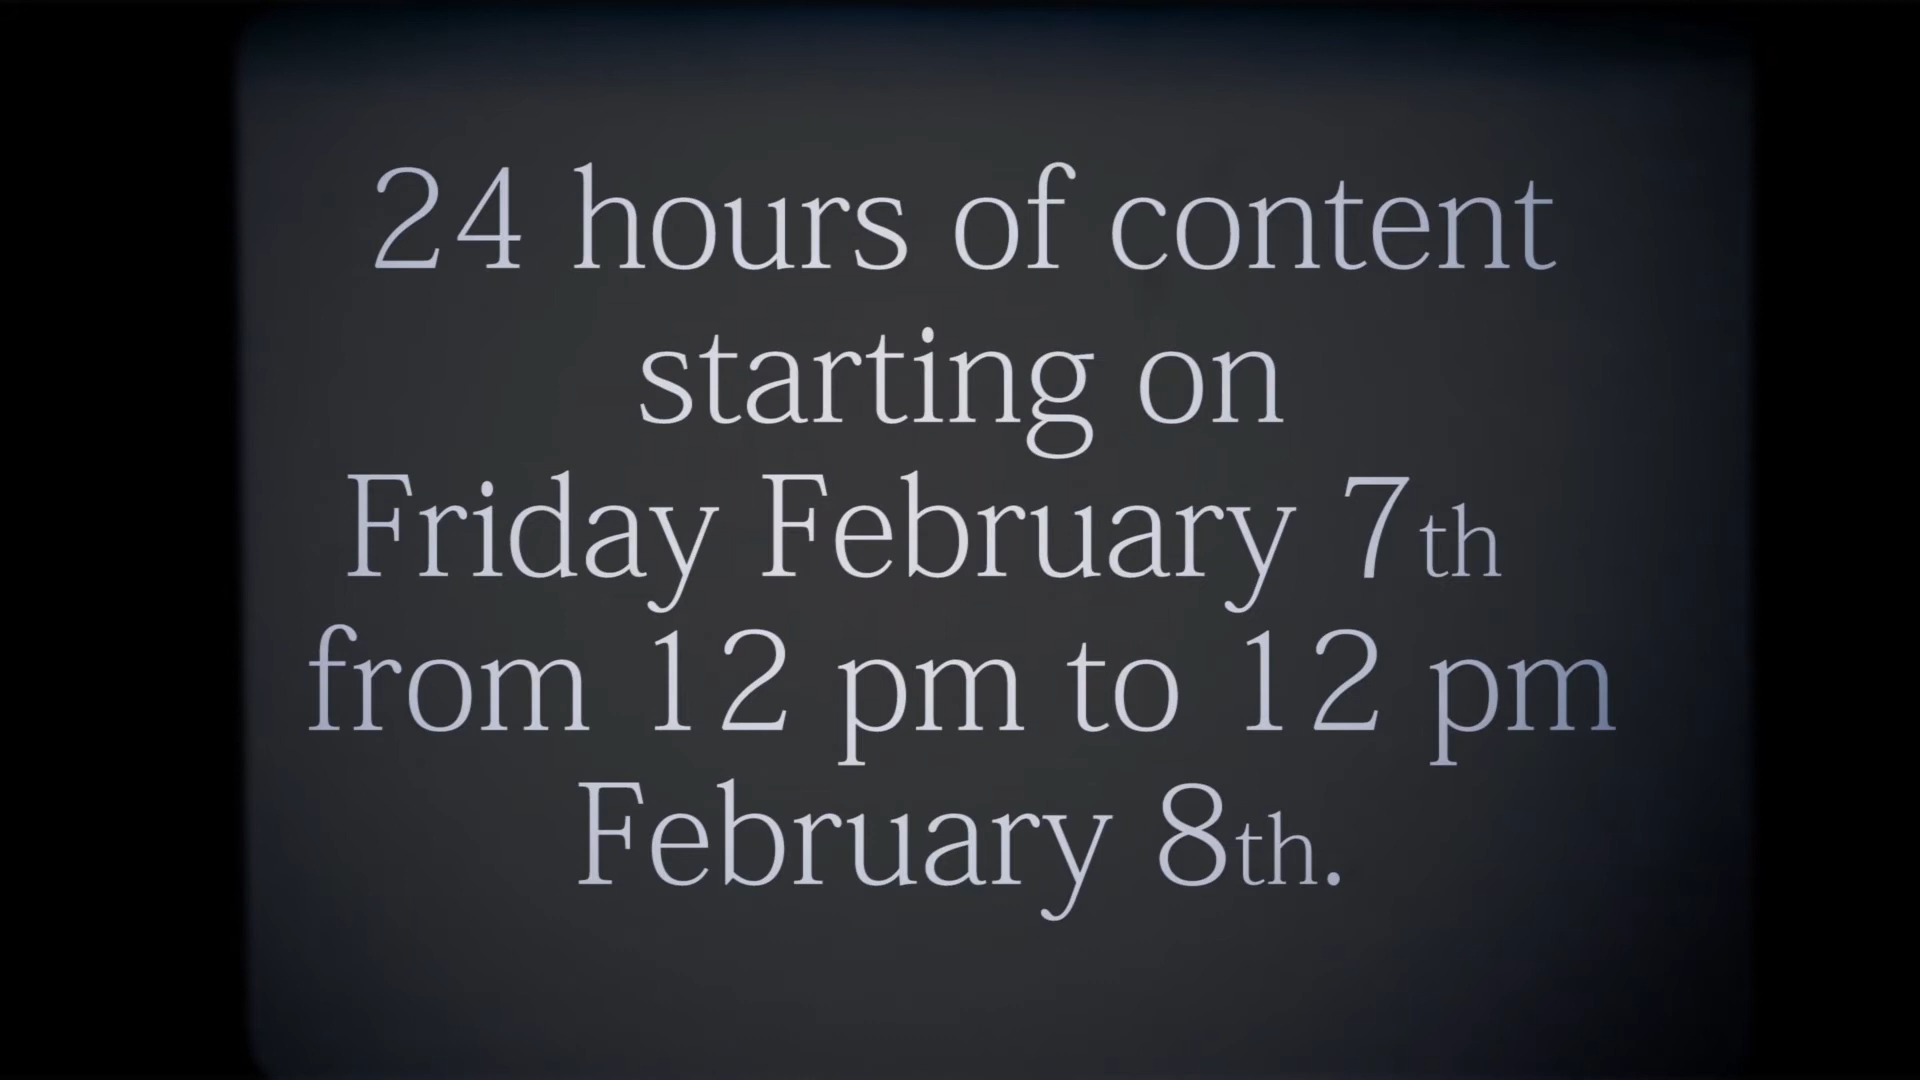 24 hours of content
starting on
Friday February 7th
from 12 pm to 12 pm
February 8th.